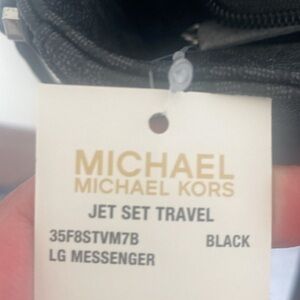 MICHAEL
MICHAEL KORS
JET SET TRAVEL
35F8STVM7B BLACK
LG MESSENGER